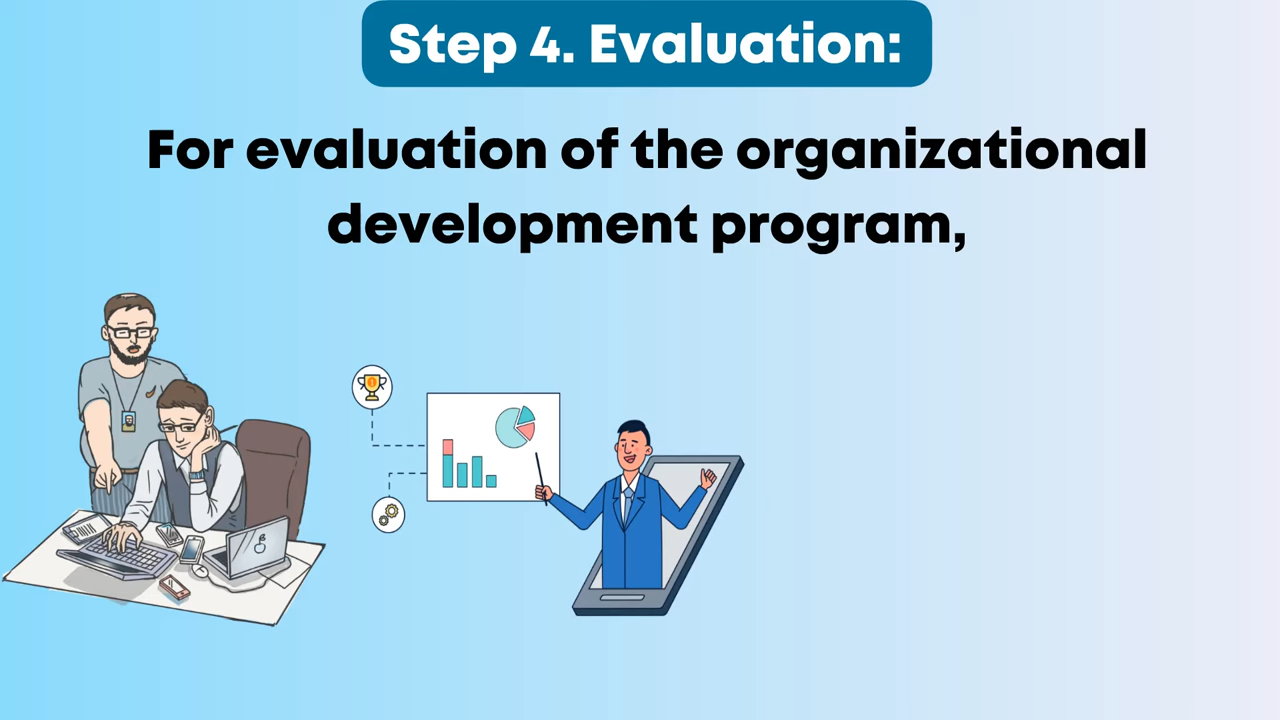 Step 4. Evaluation:
For evaluation of the organizational
development program,